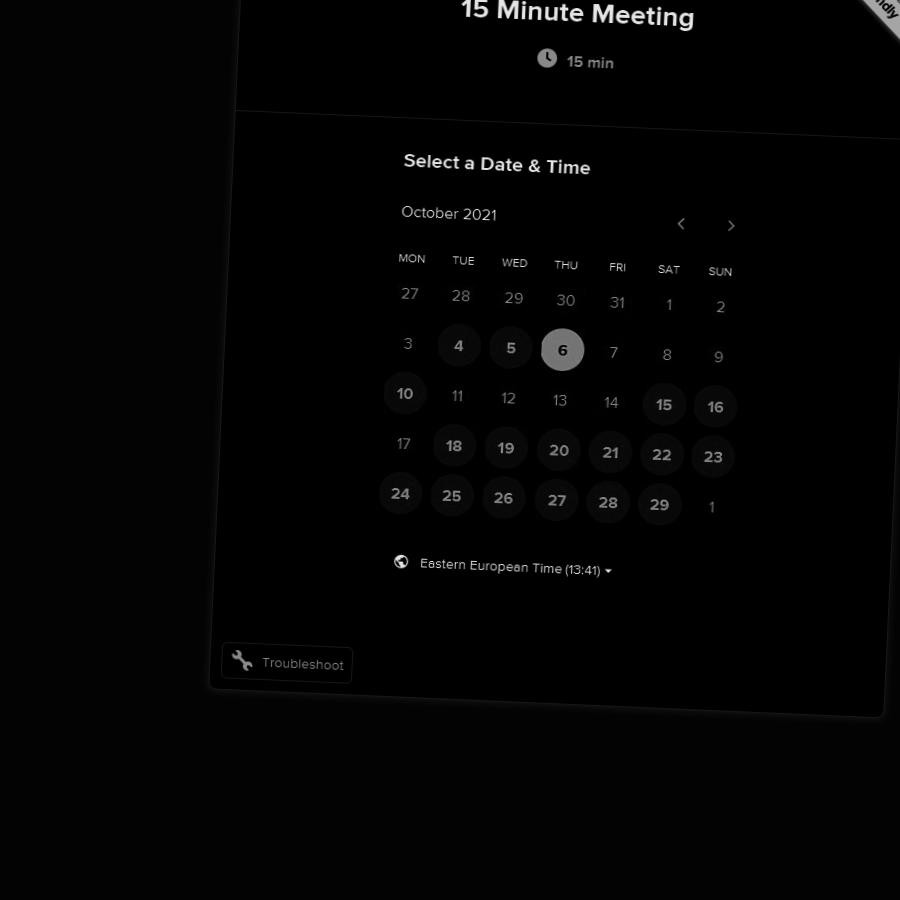 15 Minute Meeting
ndly
15 min
Select a Date & Time
October 2021
MON TUE WED THU FRI SAT SUN
27 28 29 30 31 1 2
3 4 5 6 7 8 9
10 11 12 13 14 15 16
17 18 19 20 21 22 23
24 25 26 27 28 29 1
Eastern European Time (13:41)
Troubleshoot